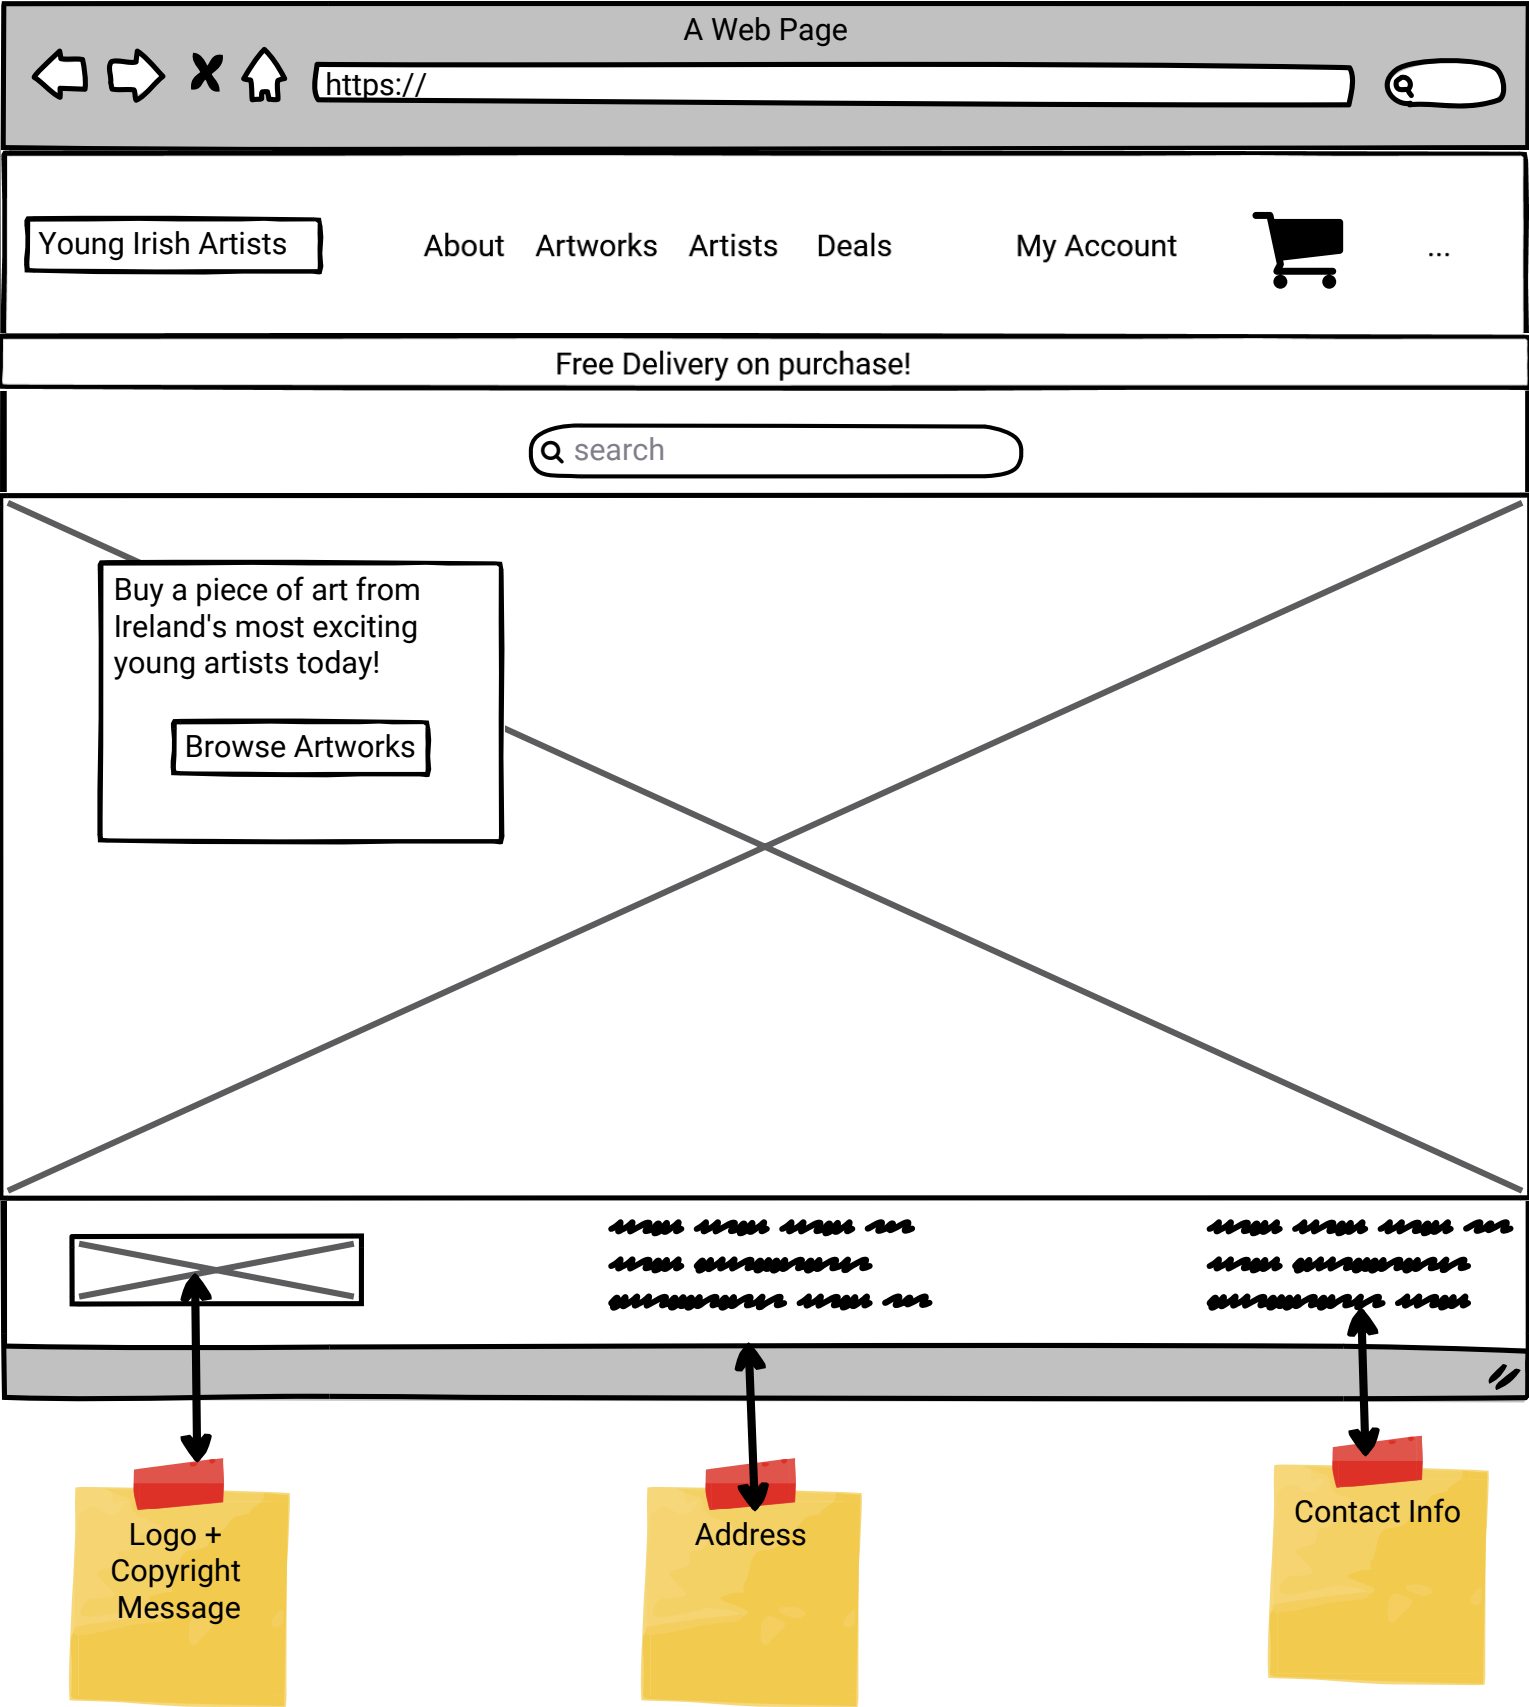 A Web Page
https://
Young Irish Artists
About Artworks Artists Deals My Account ...
Free Delivery on purchase!
search
Buy a piece of art from
Ireland's most exciting
young artists today!
Browse Artworks
Logo +
Copyright
Message
Address
Contact Info